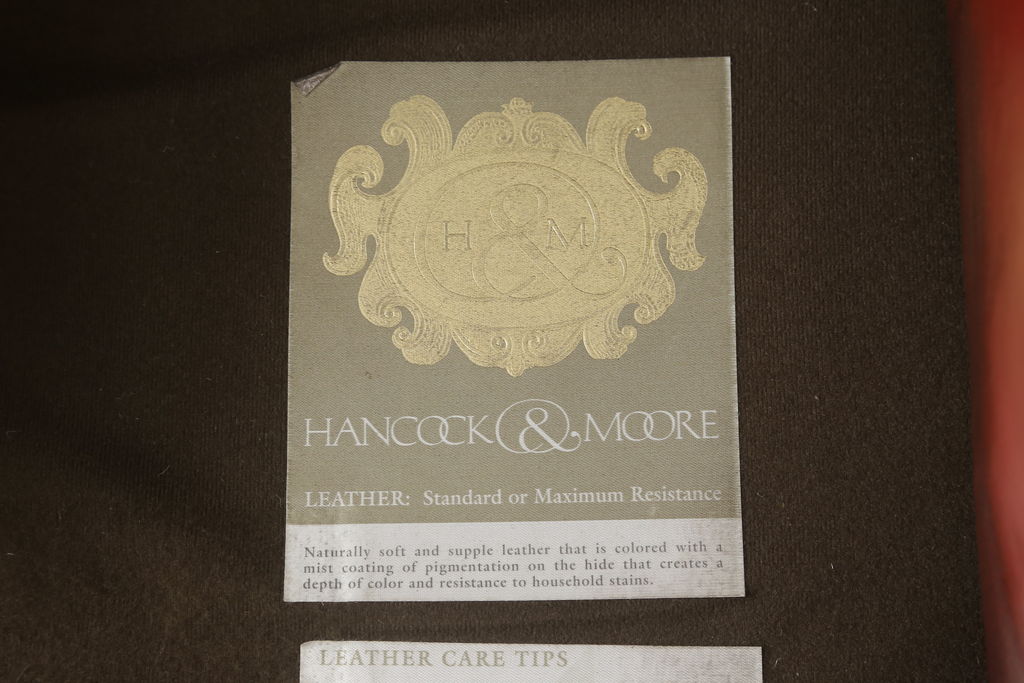 H & M
HANCOCK & MOORE
LEATHER: Standard or Maximum Resistance
Naturally soft and supple leather that is colored with a
mist coating of pigmentation on the hide that creates a
depth of color and resistance to household stains.
LEATHER CARE TIPS